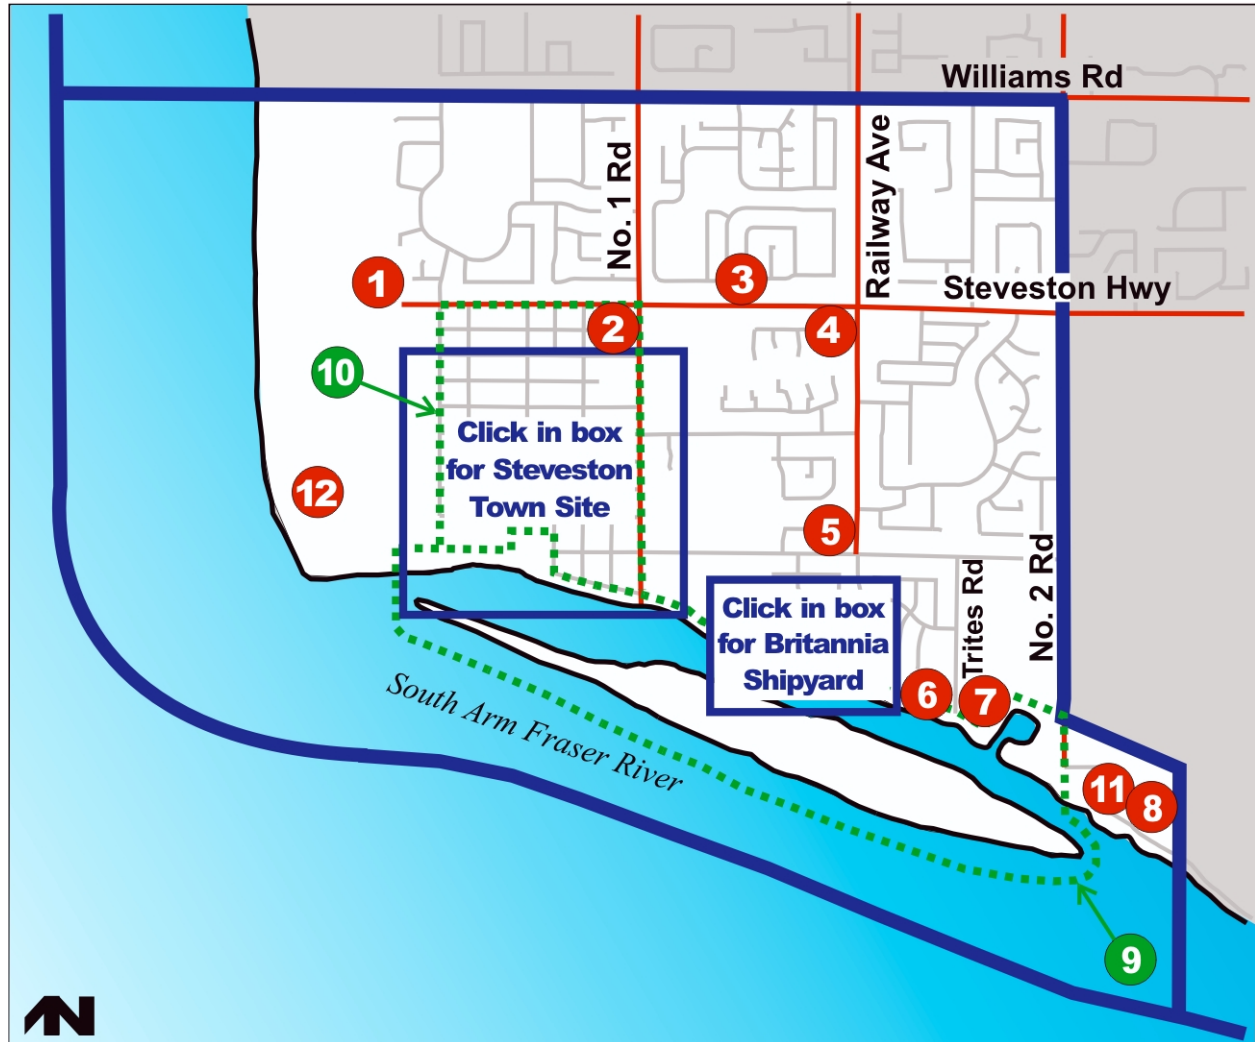 Williams Rd
No. 1 Rd
Railway Ave
1
3
Steveston Hwy
2
4
10
Click in box
for Steveston
Town Site
12
5
No. 2 Rd
Trites Rd
Click in box
for Britannia
Shipyard
6
7
South Arm Fraser River
11
8
9
N